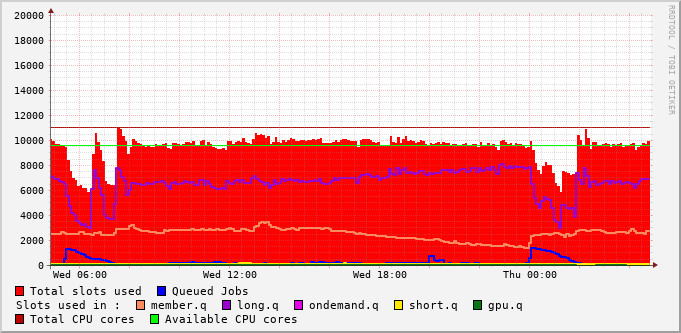 20000
18000
16000
14000
12000
10000
8000
6000
4000
2000
0
Wed 06:00 Wed 12:00 Wed 18:00 Thu 00:00
RRDTOOL / TOBI OETIKER
Total slots used Queued Jobs
Slots used in : member.q long.q ondemand.q short.q gpu.q
Total CPU cores Available CPU cores